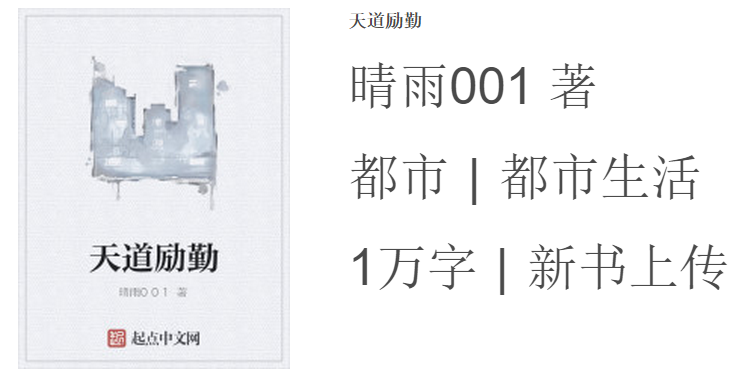 天道励勤
晴雨001 著
起点中文网
天道励勤
晴雨001 著
都市 | 都市生活
1万字 | 新书上传